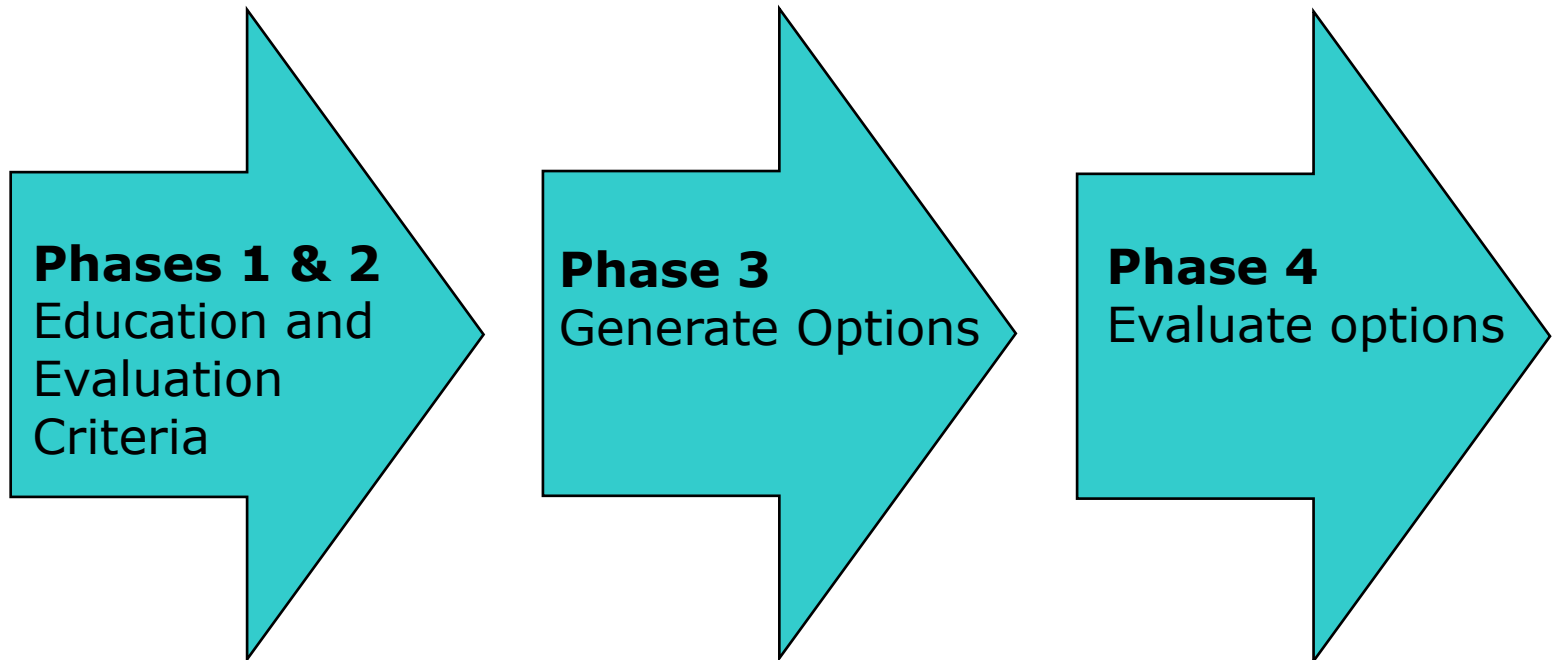 Phases 1 & 2
Education and
Evaluation
Criteria
Phase 3
Generate Options
Phase 4
Evaluate options